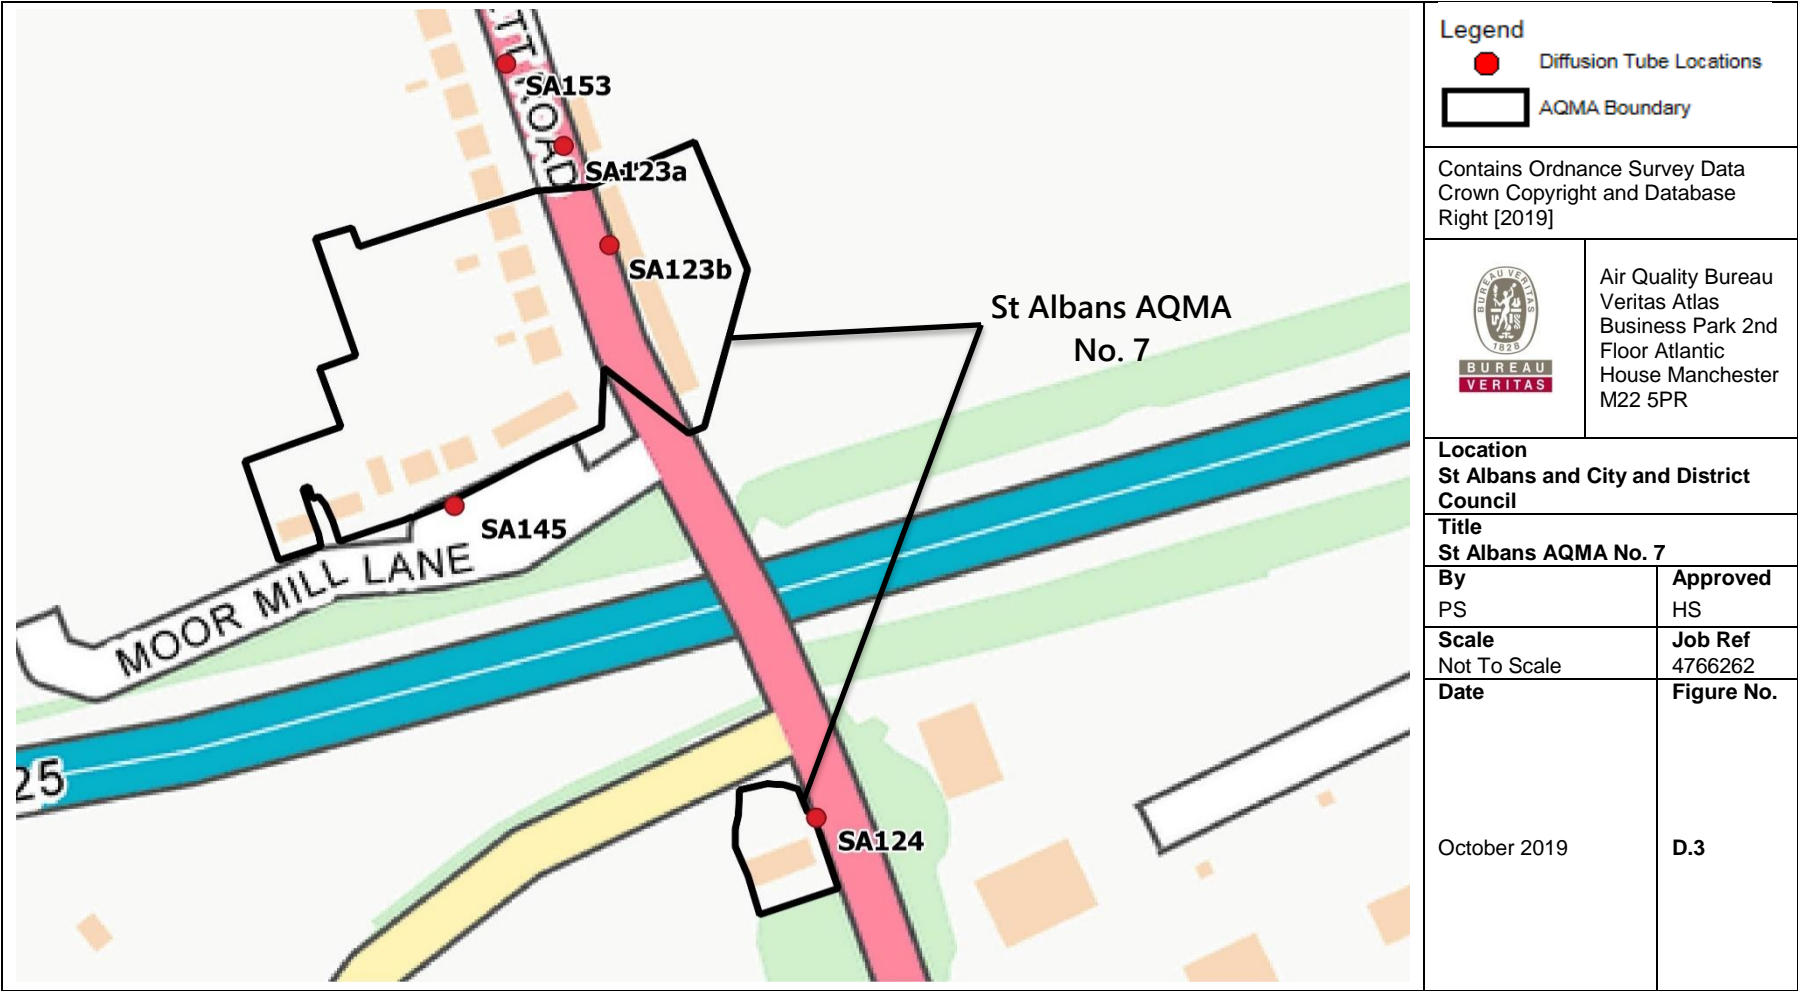 TT ROAD
SA153
SA123a
SA123b
St Albans AQMA
No. 7
SA145
MOOR MILL LANE
25
SA124
Legend
Diffusion Tube Locations
AQMA Boundary
Contains Ordnance Survey Data
Crown Copyright and Database
Right [2019]
BUREAU VERITAS
1828
BUREAU
VERITAS
Air Quality Bureau
Veritas Atlas
Business Park 2nd
Floor Atlantic
House Manchester
M22 5PR
Location
St Albans and City and District
Council
Title
St Albans AQMA No. 7
By
Approved
PS
HS
Scale
Job Ref
Not To Scale
4766262
Date
Figure No.
October 2019
D.3